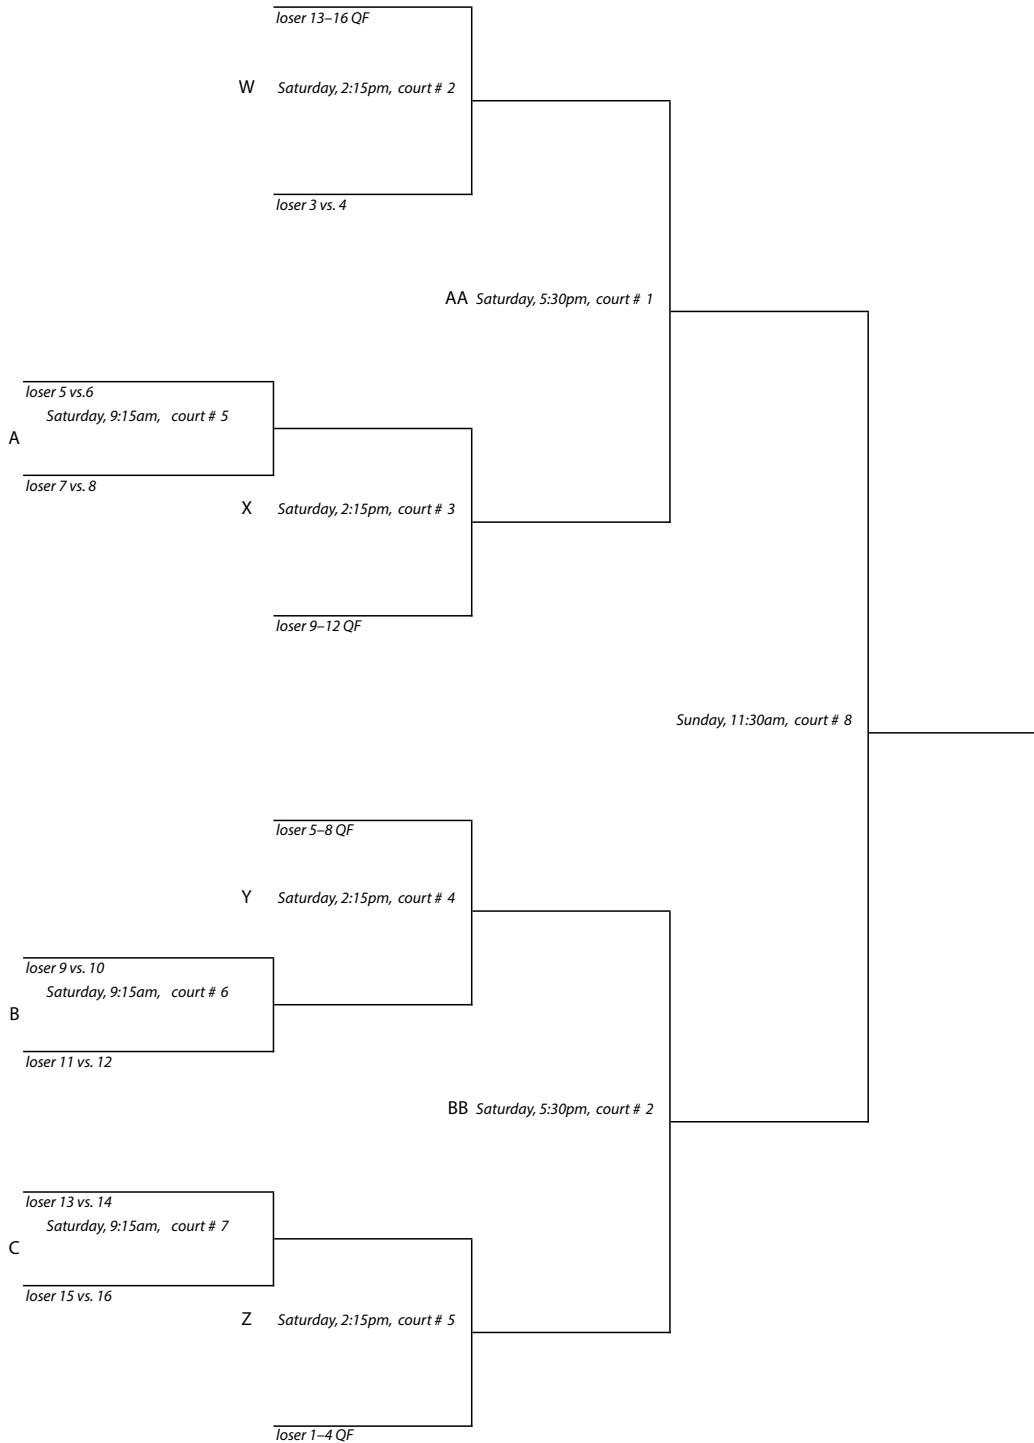 loser 13–16 QF
W Saturday, 2:15pm, court # 2
loser 3 vs. 4
AA Saturday, 5:30pm, court # 1
loser 5 vs.6
Saturday, 9:15am, court # 5
A
loser 7 vs. 8
X Saturday, 2:15pm, court # 3
loser 9–12 QF
Sunday, 11:30am, court # 8
loser 5–8 QF
Y Saturday, 2:15pm, court # 4
loser 9 vs. 10
Saturday, 9:15am, court # 6
B
loser 11 vs. 12
BB Saturday, 5:30pm, court # 2
loser 13 vs. 14
Saturday, 9:15am, court # 7
C
loser 15 vs. 16
Z Saturday, 2:15pm, court # 5
loser 1–4 QF